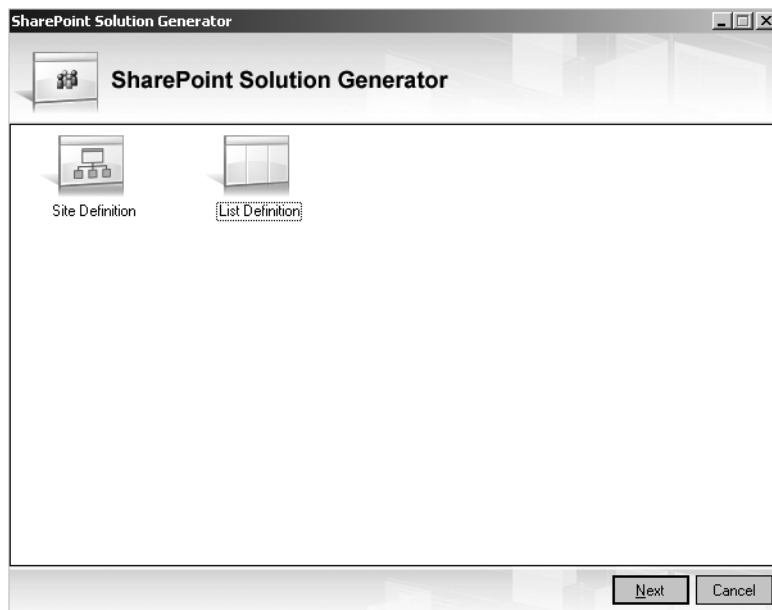 SharePoint Solution Generator
SharePoint Solution Generator
Site Definition
List Definition
Next
Cancel